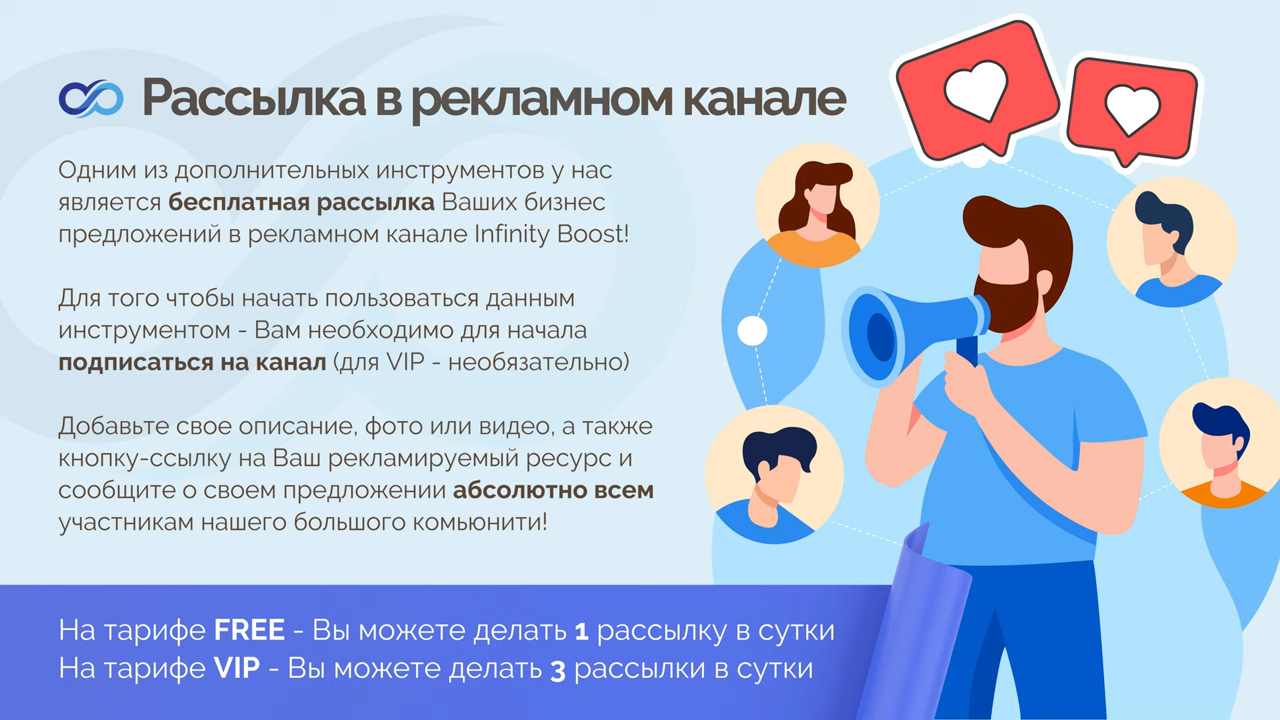 Рассылка в рекламном канале
Одним из дополнительных инструментов у нас
является бесплатная рассылка Ваших бизнес
предложений в рекламном канале Infinity Boost!
Для того чтобы начать пользоваться данным
инструментом - Вам необходимо для начала
подписаться на канал (для VIP - необязательно)
Добавьте свое описание, фото или видео, а также
кнопку-ссылку на Ваш рекламируемый ресурс и
сообщите о своем предложении абсолютно всем
участникам нашего большого комьюнити!
На тарифе FREE - Вы можете делать 1 рассылку в сутки
На тарифе VIP - Вы можете делать 3 рассылки в сутки